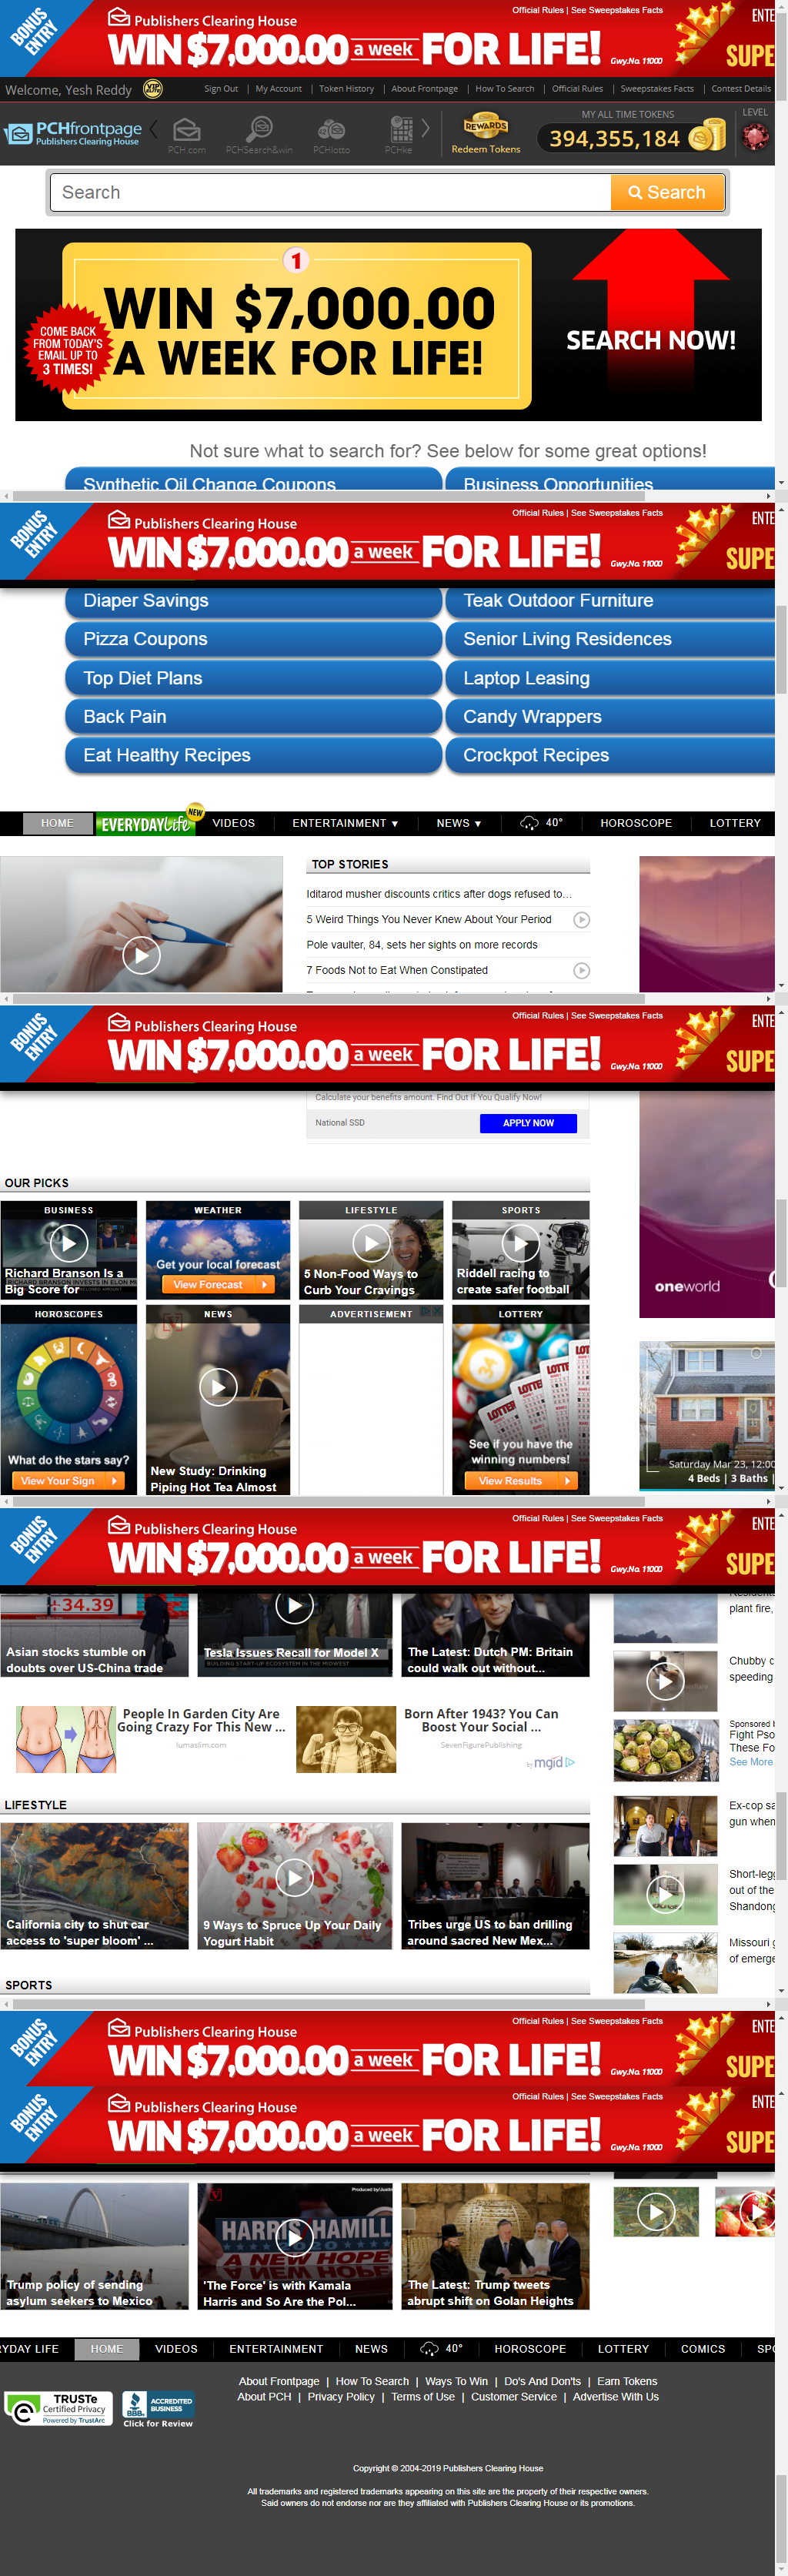 BONUS ENTRY
Publishers Clearing House
Official Rules | See Sweepstakes Facts
WIN $7,000.00 a week FOR LIFE!
Gwy.No. 11000
ENTE
SUPE
Welcome, Yesh Reddy
VIP
Sign Out | My Account | Token History | About Frontpage | How To Search | Official Rules | Sweepstakes Facts | Contest Details
PCHfrontpage
Publishers Clearing House
PCH.com
PCHSearch&win
PCHlotto
PCHke
REWARDS
Redeem Tokens
MY ALL TIME TOKENS
394,355,184
LEVEL
Search
Search
1
WIN $7,000.00
A WEEK FOR LIFE!
COME BACK
FROM TODAY'S
EMAIL UP TO
3 TIMES!
SEARCH NOW!
Not sure what to search for? See below for some great options!
Synthetic Oil Change Coupons
Business Opportunities
BONUS ENTRY
Publishers Clearing House
Official Rules | See Sweepstakes Facts
WIN $7,000.00 a week FOR LIFE!
Gwy.No. 11000
ENTE
SUPE
Diaper Savings
Teak Outdoor Furniture
Pizza Coupons
Senior Living Residences
Top Diet Plans
Laptop Leasing
Back Pain
Candy Wrappers
Eat Healthy Recipes
Crockpot Recipes
HOME
EVERYDAY Life
NEW
VIDEOS
ENTERTAINMENT ▼
NEWS ▼
40°
HOROSCOPE
LOTTERY
TOP STORIES
Iditarod musher discounts critics after dogs refused to...
5 Weird Things You Never Knew About Your Period
Pole vaulter, 84, sets her sights on more records
7 Foods Not to Eat When Constipated
BONUS ENTRY
Publishers Clearing House
Official Rules | See Sweepstakes Facts
WIN $7,000.00 a week FOR LIFE!
Gwy.No. 11000
ENTE
SUPE
Calculate your benefits amount. Find Out If You Qualify Now!
National SSD
APPLY NOW
oneworld
OUR PICKS
BUSINESS
Richard Branson Is a
Big Score for
WEATHER
Get your local forecast
View Forecast
LIFESTYLE
5 Non-Food Ways to
Curb Your Cravings
SPORTS
Riddell racing to
create safer football
HOROSCOPES
What do the stars say?
View Your Sign
NEWS
New Study: Drinking
Piping Hot Tea Almost
ADVERTISEMENT
LOTTERY
See if you have the
winning numbers!
View Results
Saturday Mar 23, 12:00
4 Beds | 3 Baths |
BONUS ENTRY
Publishers Clearing House
Official Rules | See Sweepstakes Facts
WIN $7,000.00 a week FOR LIFE!
Gwy.No. 11000
ENTE
SUPE
+34.39
Asian stocks stumble on
doubts over US-China trade
Tesla Issues Recall for Model X
BUILDING START-UP ECOSYSTEM IN THE MIDWEST
The Latest: Dutch PM: Britain
could walk out without...
plant fire,
Chubby c
speeding
People In Garden City Are
Going Crazy For This New ...
lumaslim.com
Born After 1943? You Can
Boost Your Social ...
SevenFigurePublishing
by mgid
Sponsored b
Fight Pso
These Fo
See More
LIFESTYLE
California city to shut car
access to 'super bloom' ...
9 Ways to Spruce Up Your Daily
Yogurt Habit
Tribes urge US to ban drilling
around sacred New Mex...
Ex-cop sa
gun when
Short-legg
out of the
Shandong
Missouri g
of emerge
SPORTS
BONUS ENTRY
Publishers Clearing House
Official Rules | See Sweepstakes Facts
WIN $7,000.00 a week FOR LIFE!
Gwy.No. 11000
ENTE
SUPE
BONUS ENTRY
Publishers Clearing House
Official Rules | See Sweepstakes Facts
WIN $7,000.00 a week FOR LIFE!
Gwy.No. 11000
ENTE
SUPE
Trump policy of sending
asylum seekers to Mexico
HARRIS HAMILL
A NEW HOPE
'The Force' is with Kamala
Harris and So Are the Pol...
The Latest: Trump tweets
abrupt shift on Golan Heights
RYDAY LIFE
HOME
VIDEOS
ENTERTAINMENT
NEWS
40°
HOROSCOPE
LOTTERY
COMICS
SPO
TRUSTe
Certified Privacy
Powered by TrustArc
BBB.
ACCREDITED
BUSINESS
Click for Review
About Frontpage | How To Search | Ways To Win | Do's And Don'ts | Earn Tokens
About PCH | Privacy Policy | Terms of Use | Customer Service | Advertise With Us
Copyright © 2004-2019 Publishers Clearing House
All trademarks and registered trademarks appearing on this site are the property of their respective owners.
Said owners do not endorse nor are they affiliated with Publishers Clearing House or its promotions.